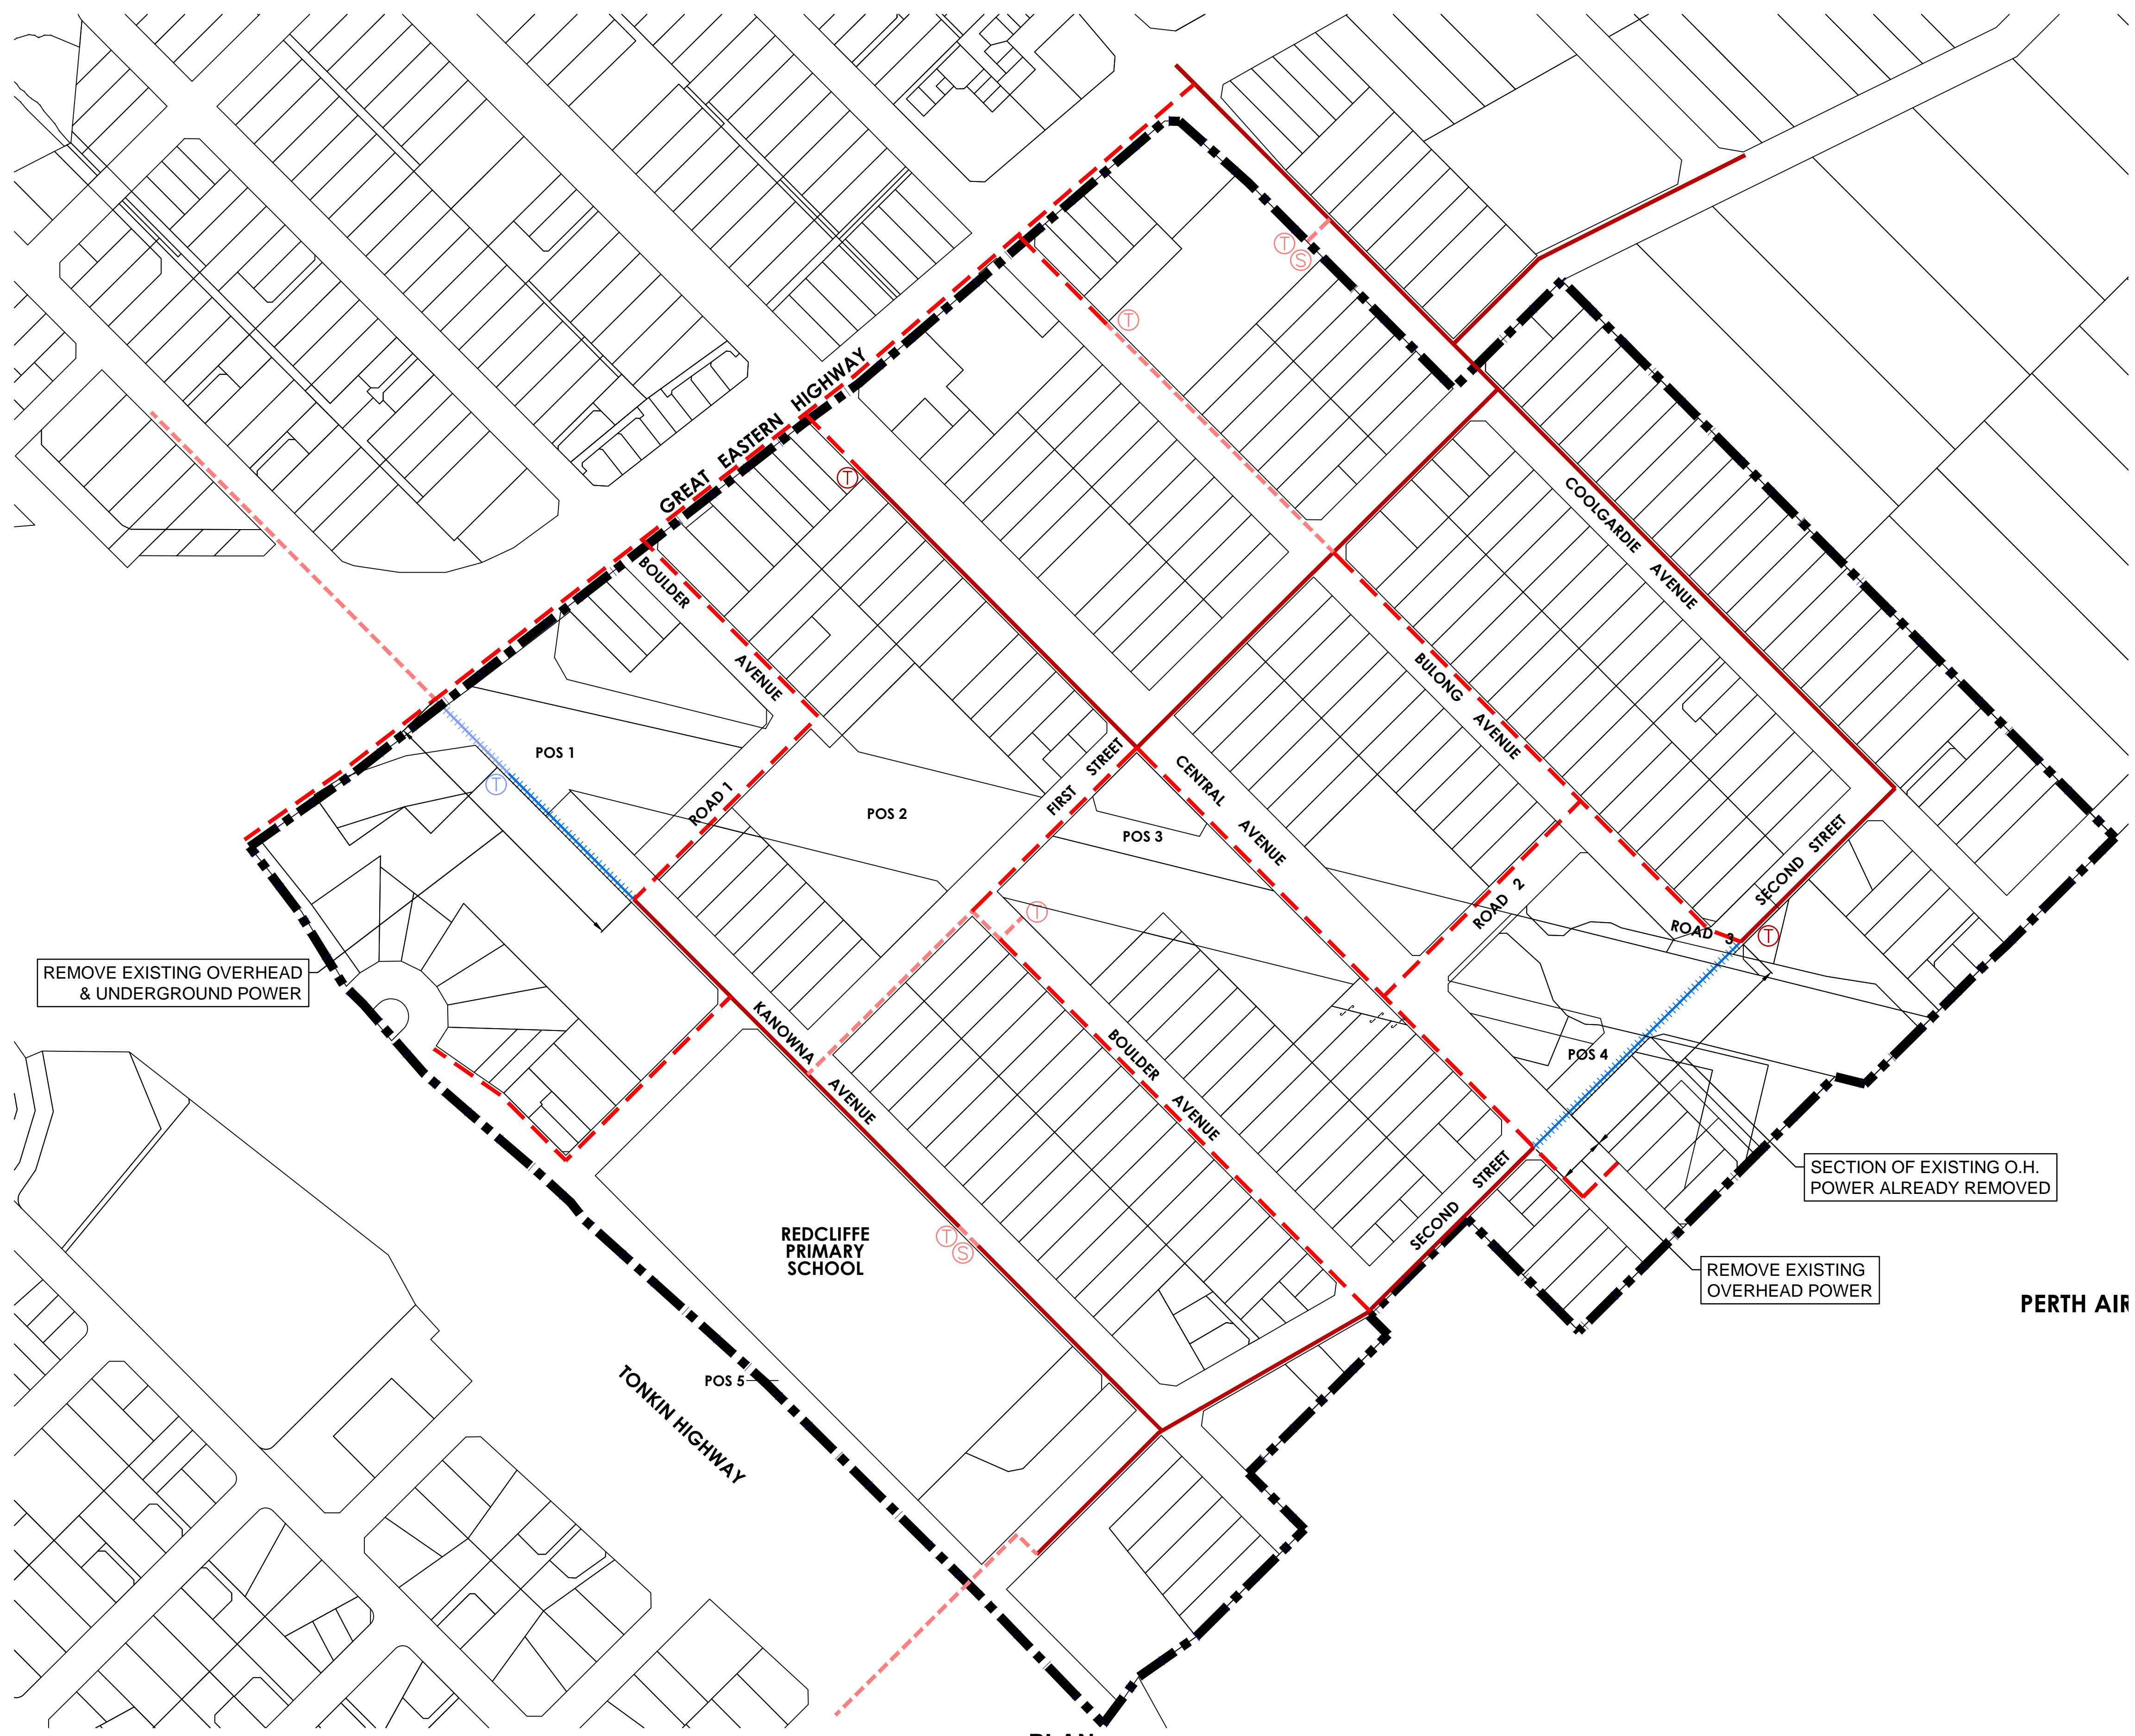 T
S
T
GREAT EASTERN HIGHWAY
T
COOLGARDIE AVENUE
BOULDER AVENUE
BULONG AVENUE
POS 1
T
ROAD 1
POS 2
FIRST STREET
POS 3
CENTRAL AVENUE
SECOND STREET
ROAD 2
T
ROAD 3
T
REMOVE EXISTING OVERHEAD
& UNDERGROUND POWER
KANOWNA AVENUE
BOULDER AVENUE
POS 4
SECTION OF EXISTING O.H.
POWER ALREADY REMOVED
SECOND STREET
REDCLIFFE
PRIMARY
SCHOOL
T
S
REMOVE EXISTING
OVERHEAD POWER
PERTH AIR
POS 5
TONKIN HIGHWAY